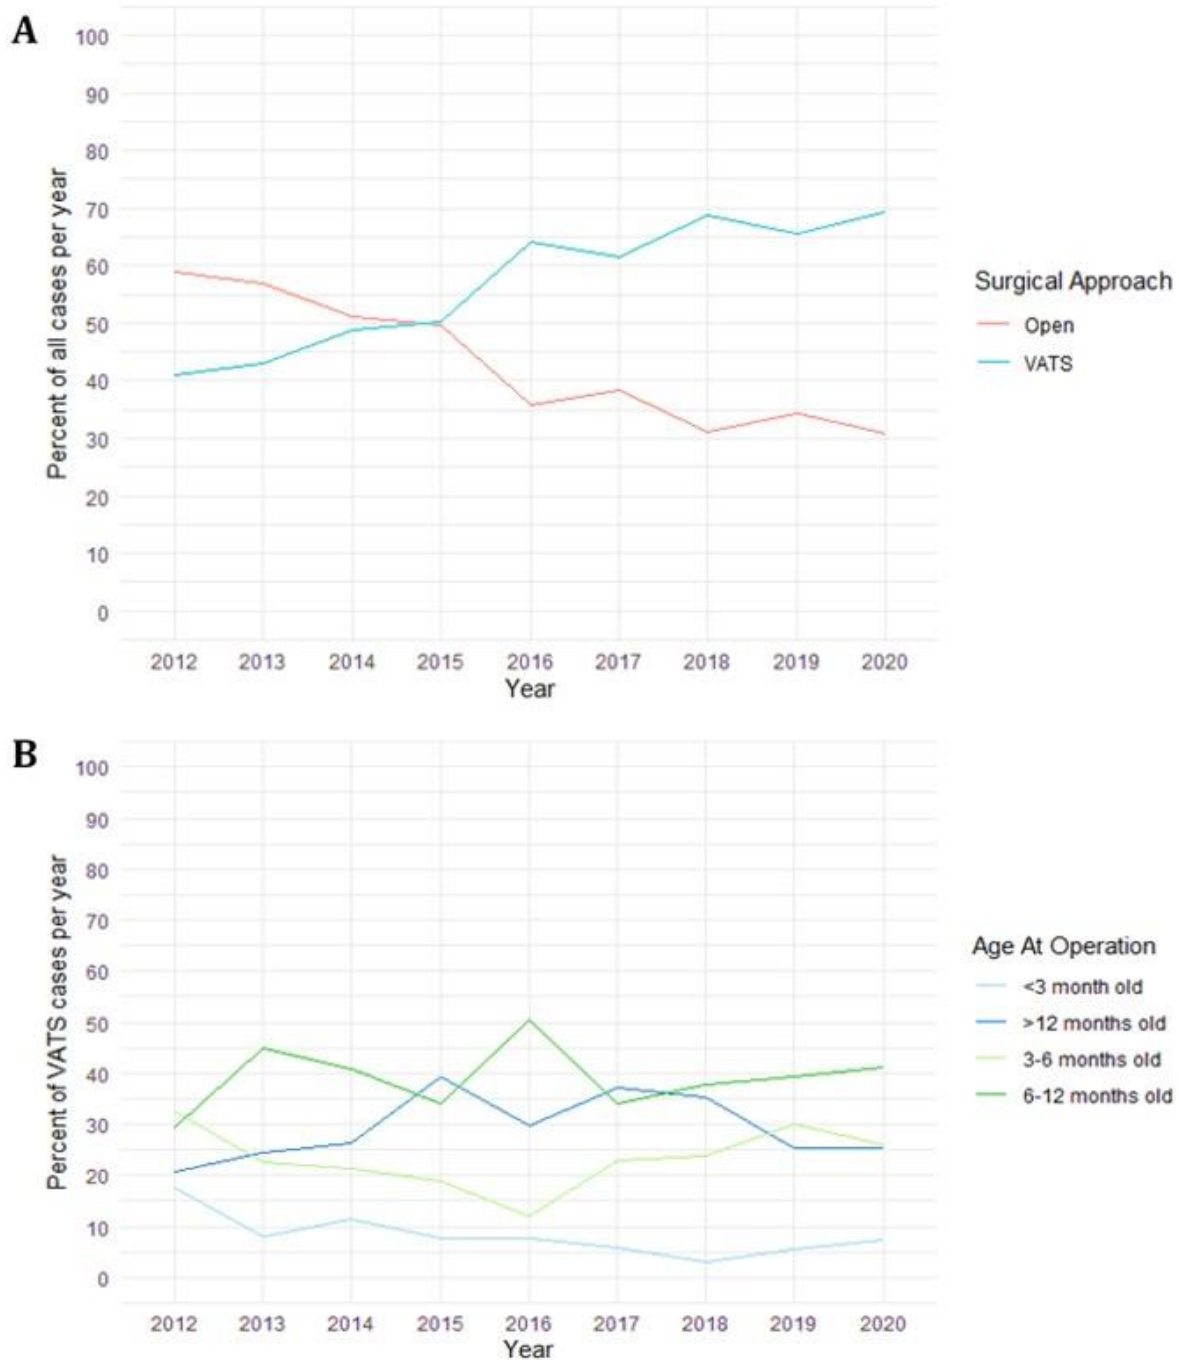 A
Percent of all cases per year
100
90
80
70
60
50
40
30
20
10
0
2012 2013 2014 2015 2016 2017 2018 2019 2020
Year
Surgical Approach
Open
VATS
B
Percent of VATS cases per year
100
90
80
70
60
50
40
30
20
10
0
2012 2013 2014 2015 2016 2017 2018 2019 2020
Year
Age At Operation
<3 month old
>12 months old
3-6 months old
6-12 months old